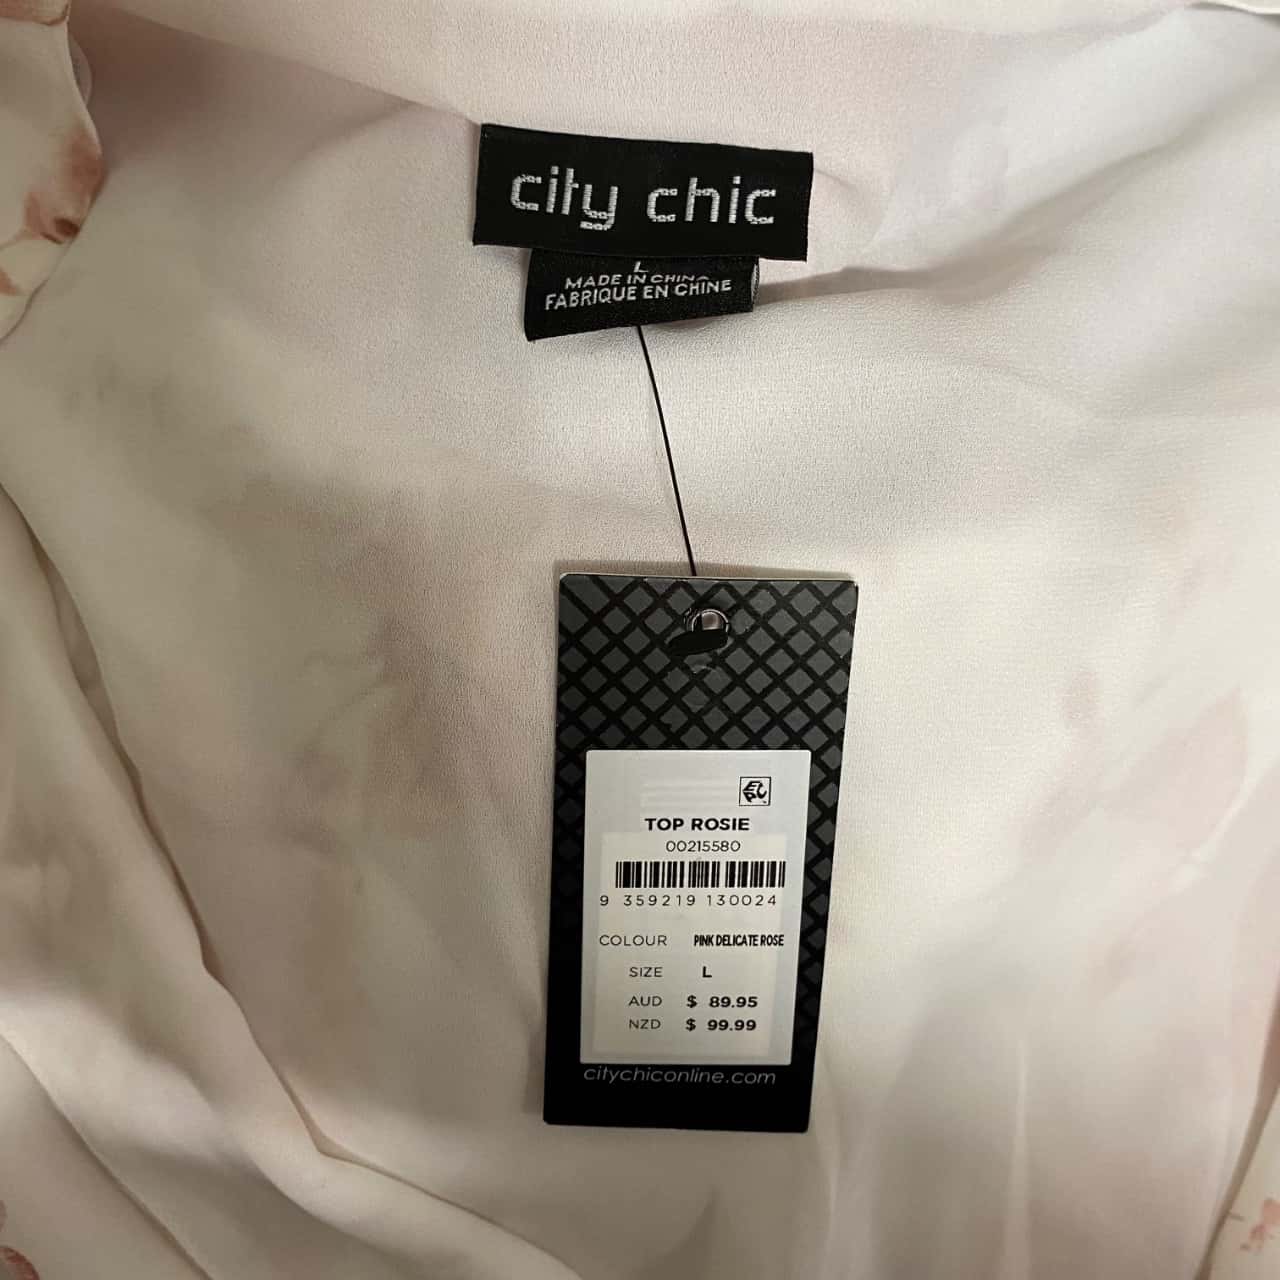 city chic
L
MADE IN CHINA
FABRIQUE EN CHINE
TOP ROSIE
00215580
9 359219 130024
COLOUR PINK DELICATE ROSE
SIZE L
AUD $ 89.95
NZD $ 99.99
citychiconline.com